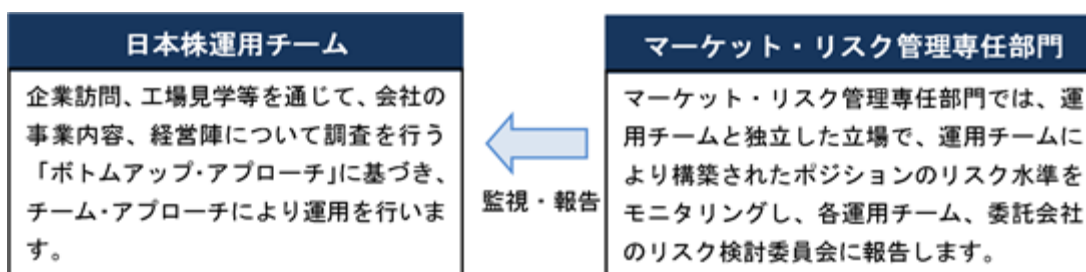 日本株運用チーム
企業訪問、工場見学等を通じて、会社の
事業内容、経営陣について調査を行う
「ボトムアップ・アプローチ」に基づき、
チーム・アプローチにより運用を行いま
す。
監視・報告
マーケット・リスク管理専任部門
マーケット・リスク管理専任部門では、運
用チームと独立した立場で、運用チームに
より構築されたポジションのリスク水準を
モニタリングし、各運用チーム、委託会社
のリスク検討委員会に報告します。